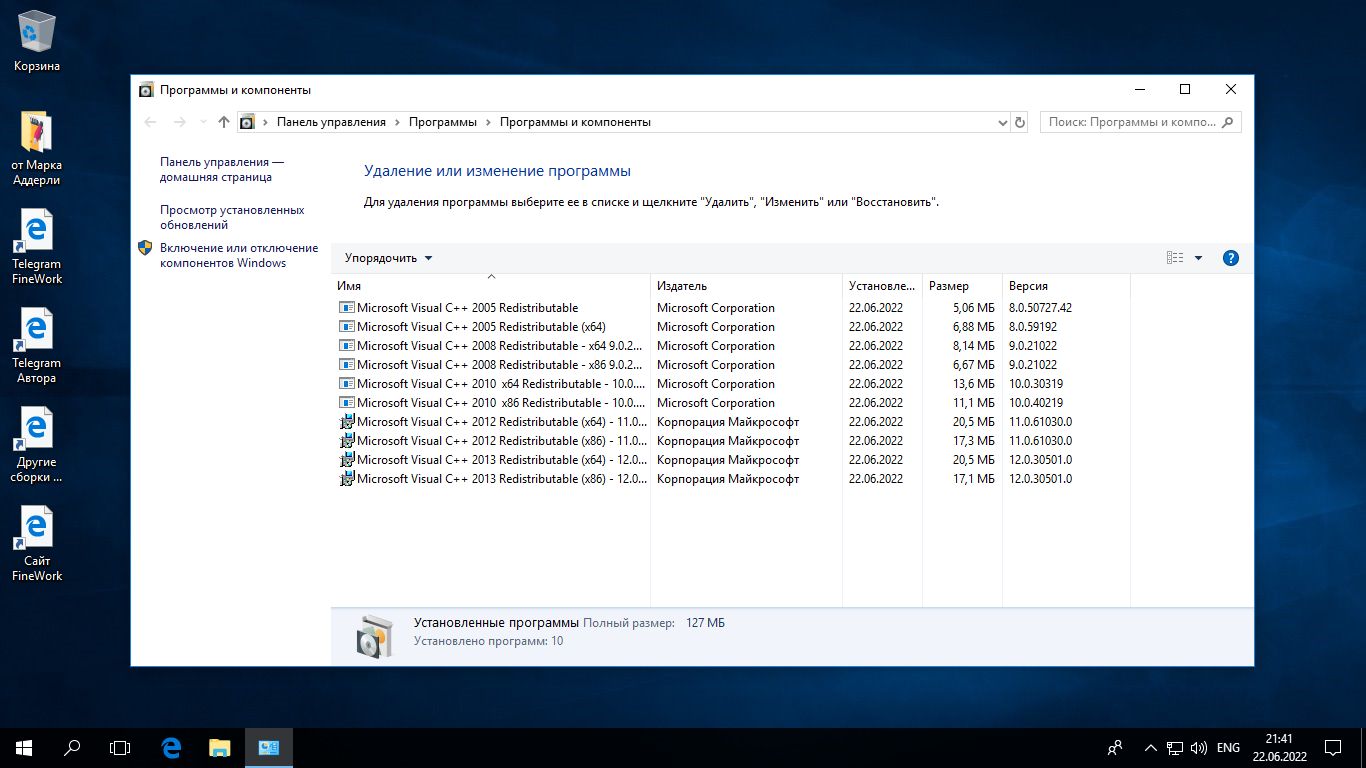 Корзина
от Марка
Аддерли
Telegram
FineWork
Telegram
Автора
Другие
сборки ...
Сайт
FineWork
Программы и компоненты
Панель управления
Программы
Программы и компоненты
Поиск: Программы и компо...
Панель управления —
домашняя страница
Просмотр установленных
обновлений
Включение или отключение
компонентов Windows
Удаление или изменение программы
Для удаления программы выберите ее в списке и щелкните "Удалить", "Изменить" или "Восстановить".
Упорядочить
?
Имя Издатель Установле... Размер Версия
Microsoft Visual C++ 2005 Redistributable Microsoft Corporation 22.06.2022 5,06 МБ 8.0.50727.42
Microsoft Visual C++ 2005 Redistributable (x64) Microsoft Corporation 22.06.2022 6,88 МБ 8.0.59192
Microsoft Visual C++ 2008 Redistributable - x64 9.0.2... Microsoft Corporation 22.06.2022 8,14 МБ 9.0.21022
Microsoft Visual C++ 2008 Redistributable - x86 9.0.2... Microsoft Corporation 22.06.2022 6,67 МБ 9.0.21022
Microsoft Visual C++ 2010  x64 Redistributable - 10.0.... Microsoft Corporation 22.06.2022 13,6 МБ 10.0.30319
Microsoft Visual C++ 2010  x86 Redistributable - 10.0.... Microsoft Corporation 22.06.2022 11,1 МБ 10.0.40219
Microsoft Visual C++ 2012 Redistributable (x64) - 11.0... Корпорация Майкрософт 22.06.2022 20,5 МБ 11.0.61030.0
Microsoft Visual C++ 2012 Redistributable (x86) - 11.0... Корпорация Майкрософт 22.06.2022 17,3 МБ 11.0.61030.0
Microsoft Visual C++ 2013 Redistributable (x64) - 12.0... Корпорация Майкрософт 22.06.2022 20,5 МБ 12.0.30501.0
Microsoft Visual C++ 2013 Redistributable (x86) - 12.0... Корпорация Майкрософт 22.06.2022 17,1 МБ 12.0.30501.0
Установленные программы Полный размер: 127 МБ
Установлено программ: 10
ENG
21:41
22.06.2022